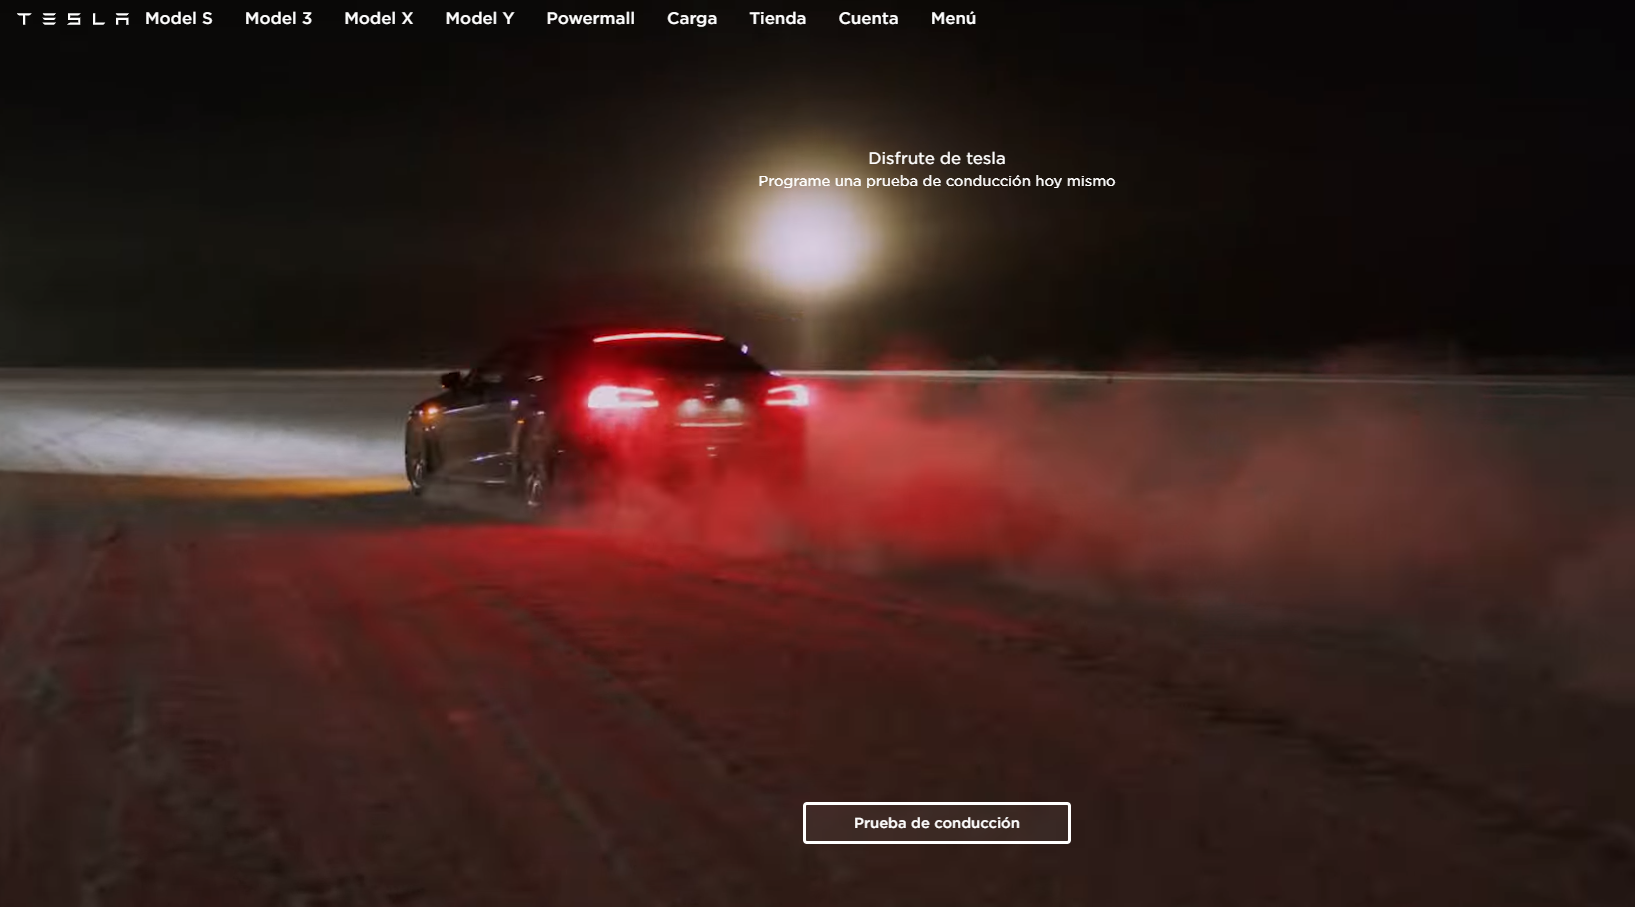 TESLA Model S Model 3 Model X Model Y Powermall Carga Tienda Cuenta Menú
Disfrute de tesla
Programe una prueba de conducción hoy mismo
Prueba de conducción